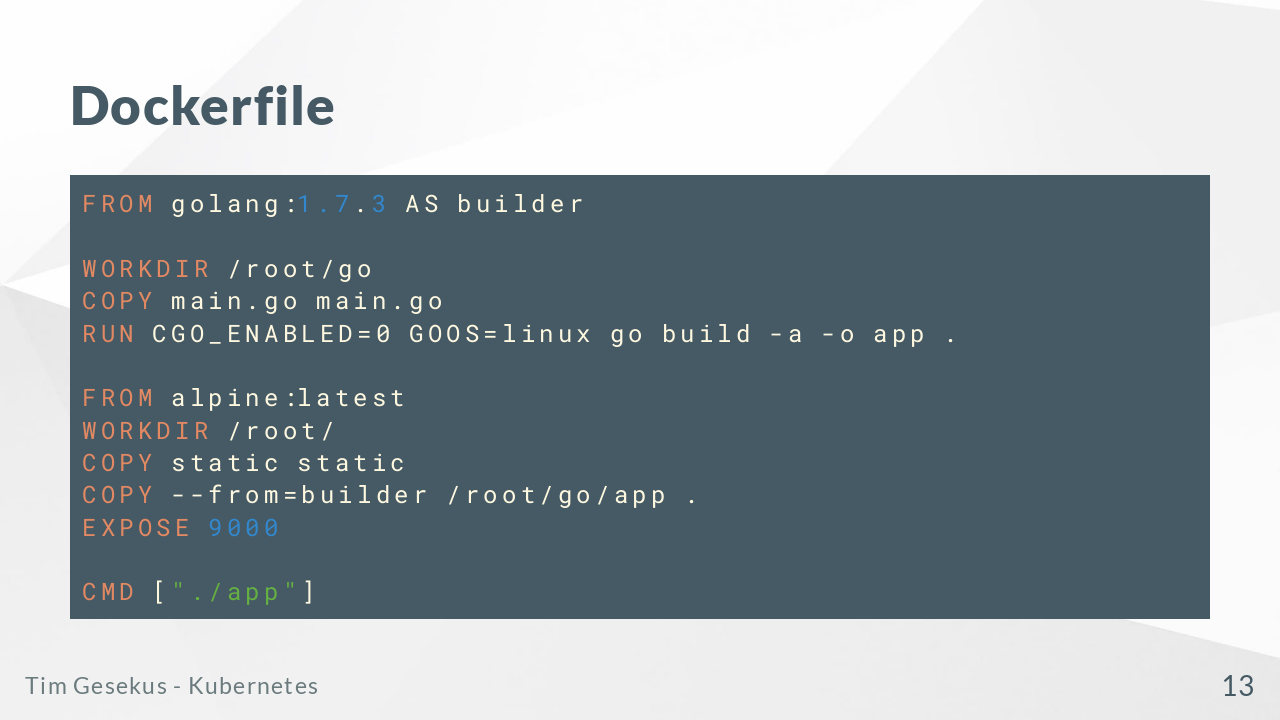 Dockerfile
FROM golang:1.7.3 AS builder
WORKDIR /root/go
COPY main.go main.go
RUN CGO_ENABLED=0 GOOS=linux go build -a -o app .
FROM alpine:latest
WORKDIR /root/
COPY static static
COPY --from=builder /root/go/app .
EXPOSE 9000
CMD ["./app"]
Tim Gesekus - Kubernetes
13